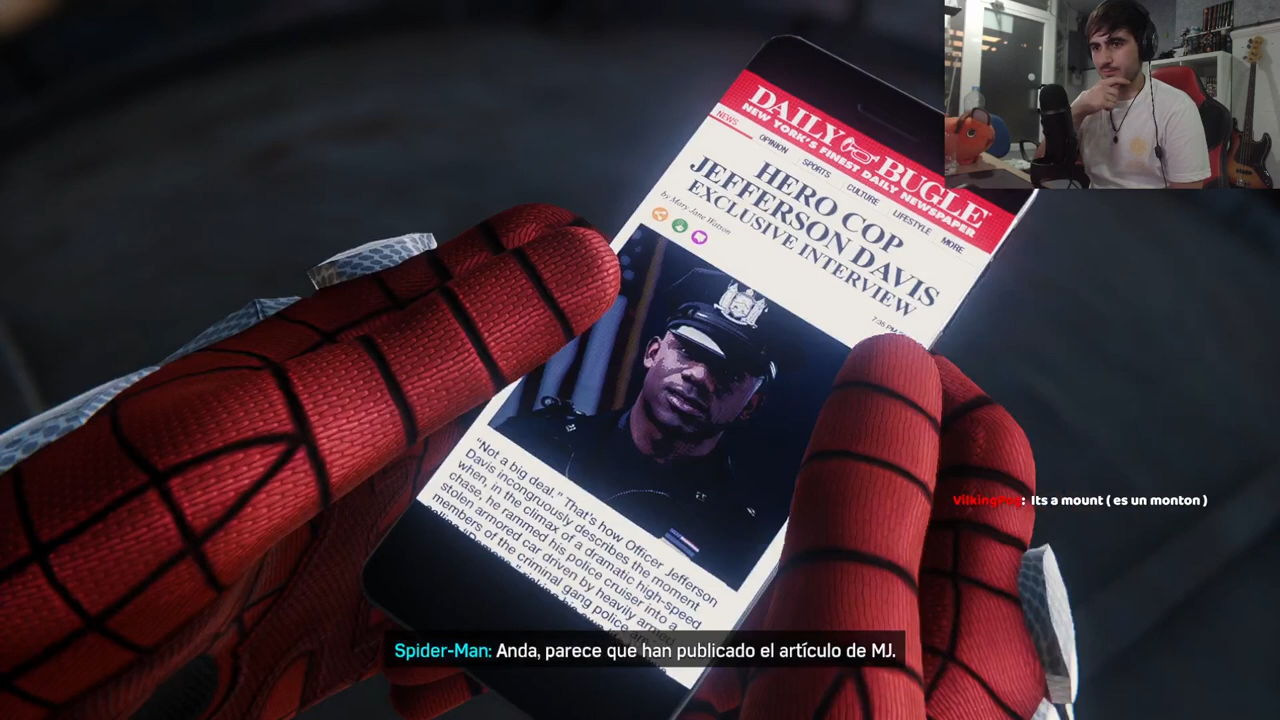 DAILY BUGLE
NEW YORK'S FINEST DAILY NEWSPAPER
NEWS
OPINION
SPORTS
CULTURE
LIFESTYLE
MORE
HERO COP
JEFFERSON DAVIS
EXCLUSIVE INTERVIEW
by Mary Jane Watson
7:35 PM
"Not a big deal." That's how Officer Jefferson
Davis incongruously describes the moment
when, in the climax of a dramatic high-speed
chase, he rammed his police cruiser into a
stolen armored car driven by heavily armed
members of the criminal gang police
VilkingPug: Its a mount ( es un monton )
Spider-Man: Anda, parece que han publicado el artículo de MJ.